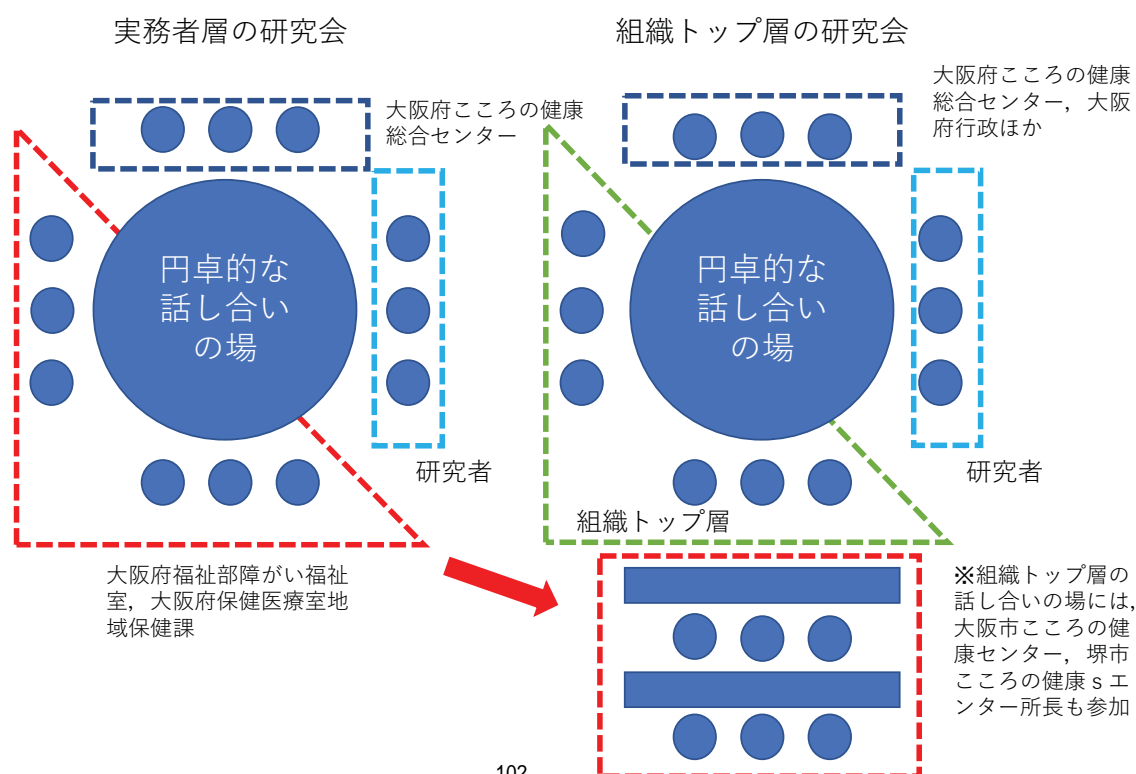 実務者層の研究会
大阪府こころの健康
総合センター
円卓的な
話し合い
の場
研究者
大阪府福祉部障がい福祉
室，大阪府保健医療室地
域保健課
組織トップ層の研究会
大阪府こころの健康
総合センター，大阪
府行政ほか
円卓的な
話し合い
の場
研究者
組織トップ層
※組織トップ層の
話し合いの場には，
大阪市こころの健
康センター，堺市
こころの健康ｓエ
ンター所長も参加
102